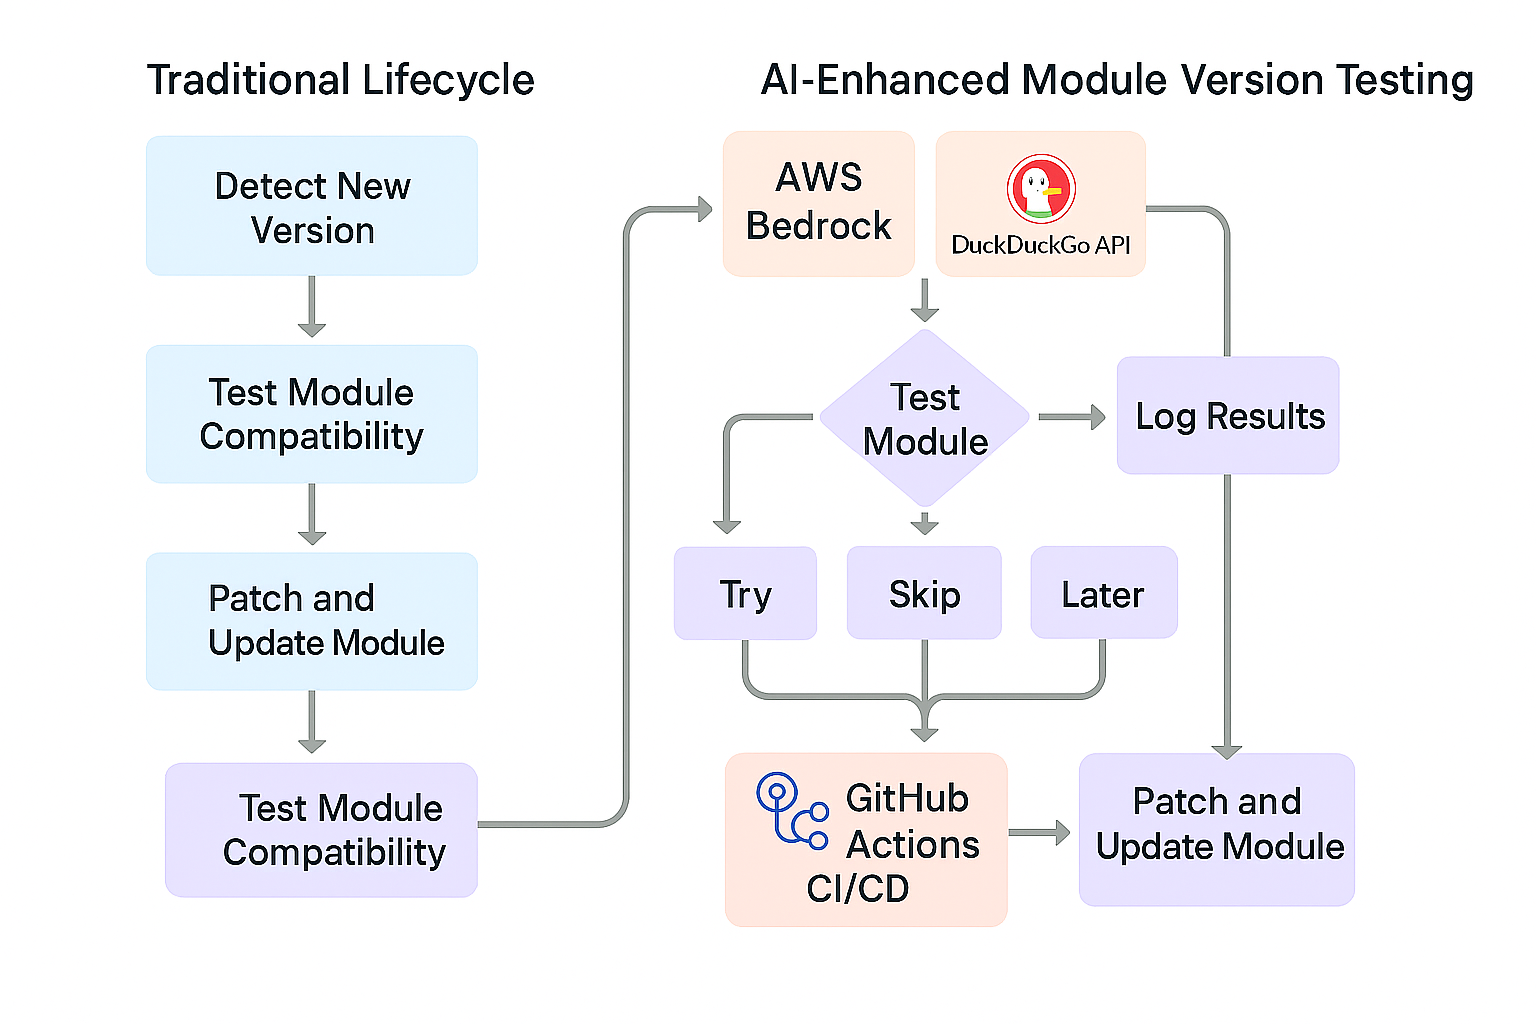 Traditional Lifecycle
Detect New
Version
Test Module
Compatibility
Patch and
Update Module
Test Module
Compatibility
AI-Enhanced Module Version Testing
AWS
Bedrock
DuckDuckGo API
Test
Module
Log Results
Try
Skip
Later
GitHub
Actions
CI/CD
Patch and
Update Module